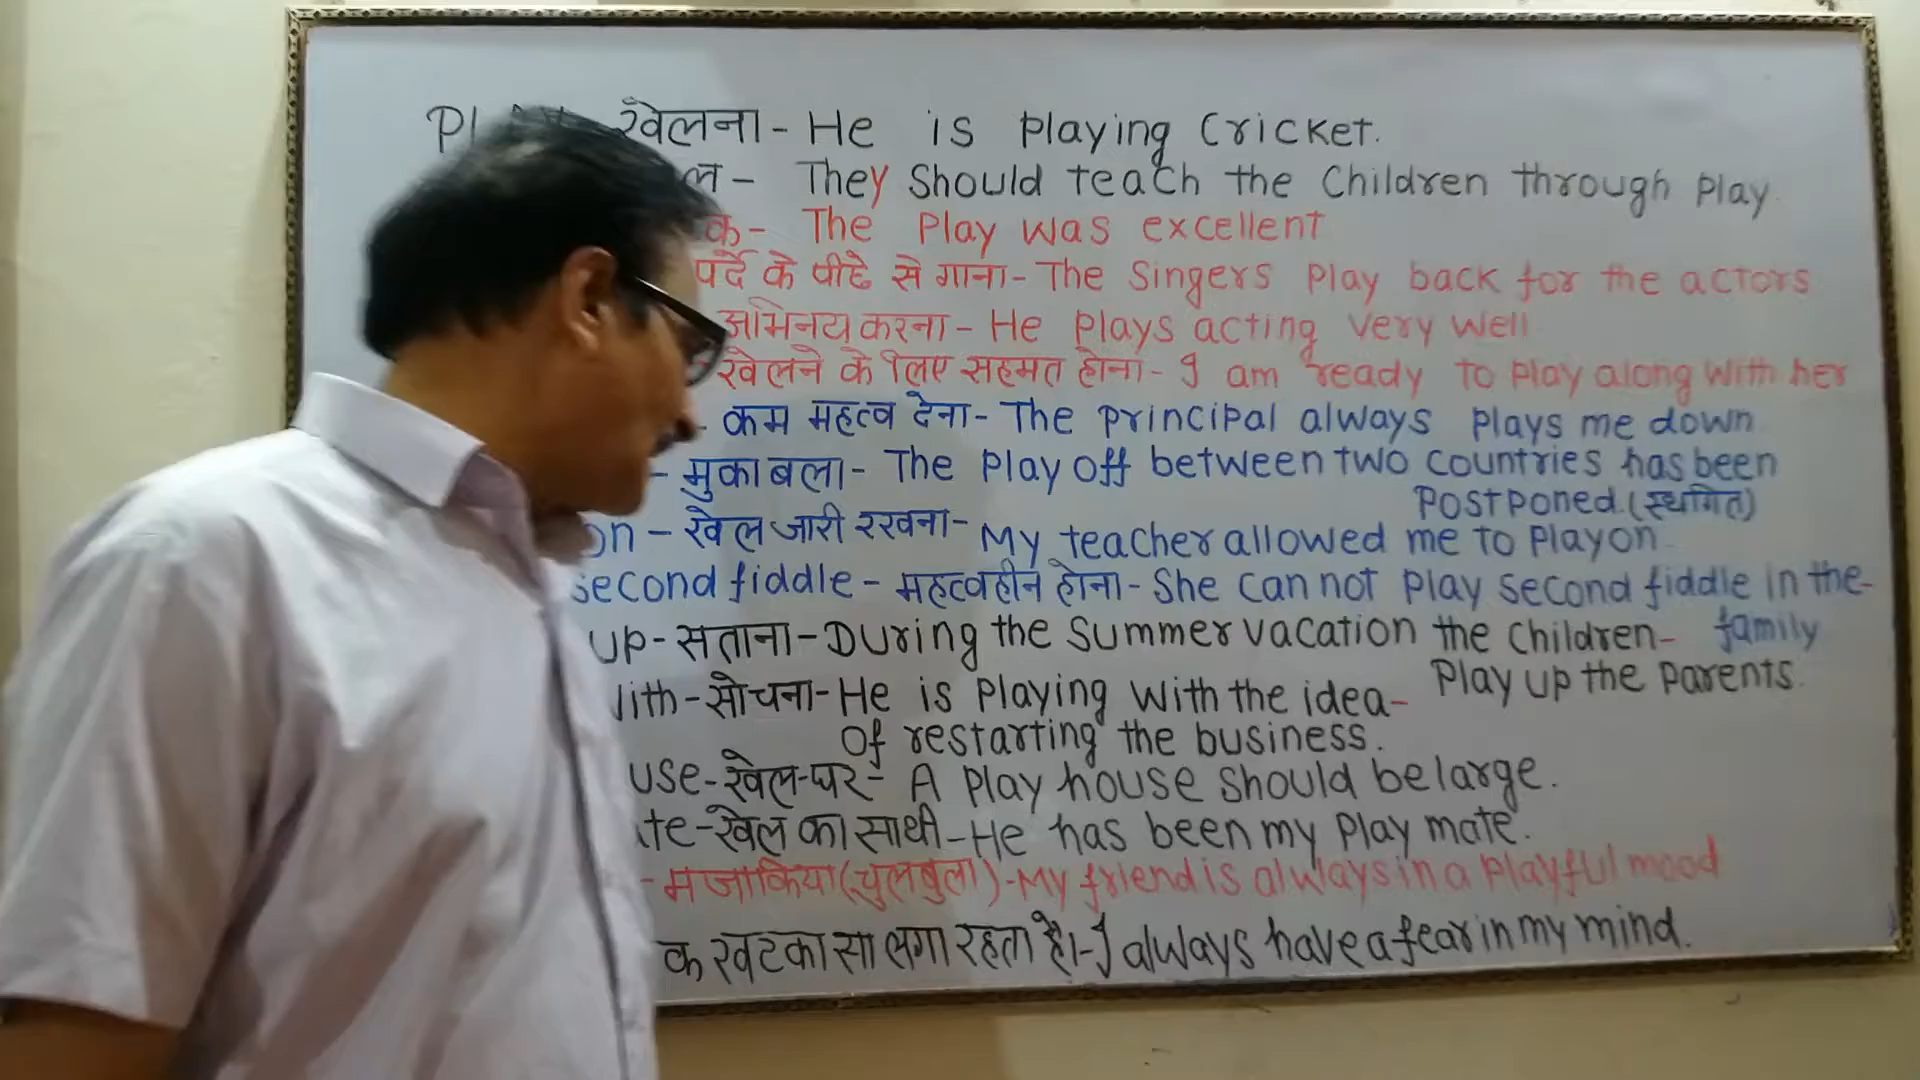 खेलना - He is playing Cricket.
- They Should teach the Children through play.
- The Play was excellent
पर्दे के पीछे से गाना - The Singers Play back for the actors
अभिनय करना - He plays acting very well
खेलने के लिए सहमत होना - I am ready to play along with her
- कम महत्व देना - The principal always plays me down
- मुकाबला - The Play off between two countries has been
Postponed. (स्थगित)
on - खेल जारी रखना - My teacher allowed me to Play on
second fiddle - महत्वहीन होना - She can not play second fiddle in the-
family
up - सताना - During the Summer vacation the children-
Play up the Parents.
With - सोचना - He is Playing with the idea-
Of restarting the business.
use - खेल-घर - A play house should be large.
te - खेल का साथी - He has been my Play mate.
- मजाकिया (चुलबुला) - My friend is always in a Playful mood
क खटका सा लगा रहता है। - I always have a fear in my mind.